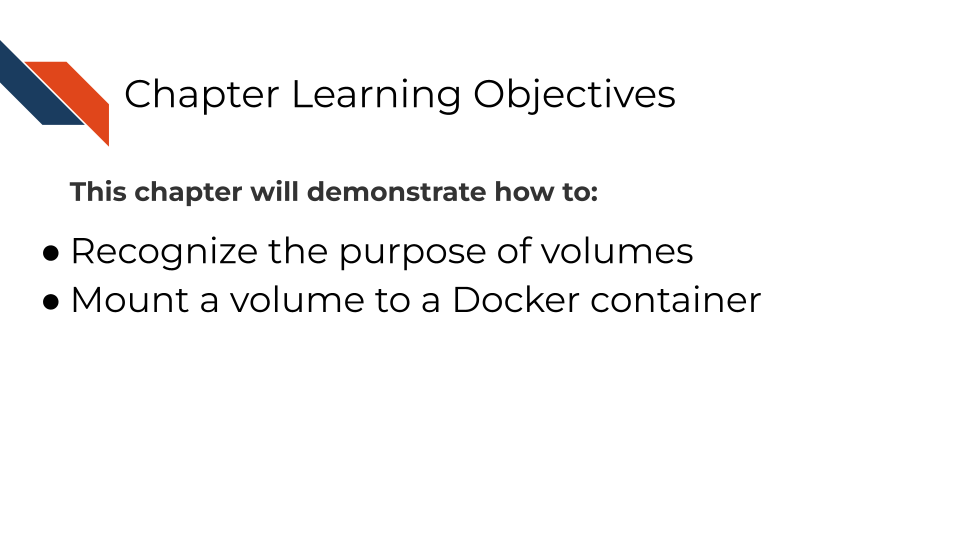 Chapter Learning Objectives
This chapter will demonstrate how to:
● Recognize the purpose of volumes
● Mount a volume to a Docker container